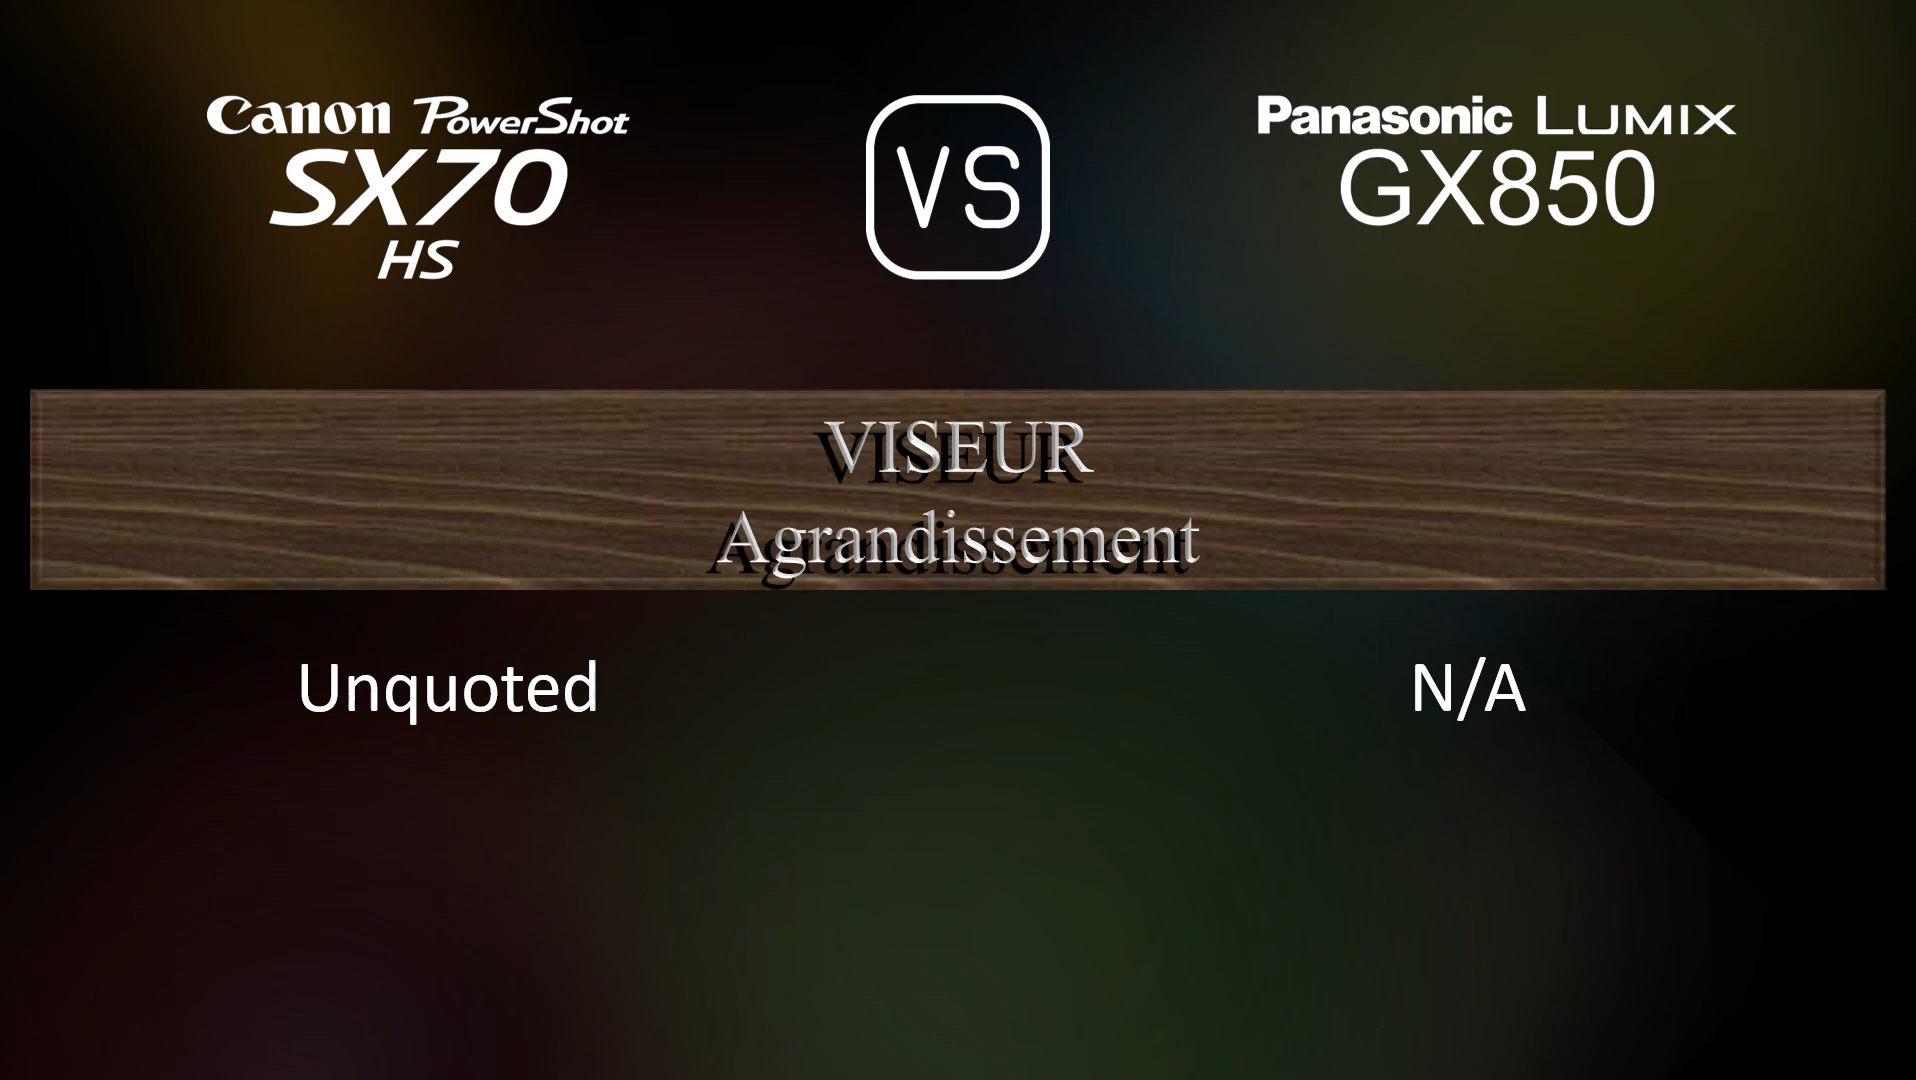 Canon PowerShot
SX70
HS
VS
Panasonic LUMIX
GX850
VISEUR
Agrandissement
Unquoted
N/A